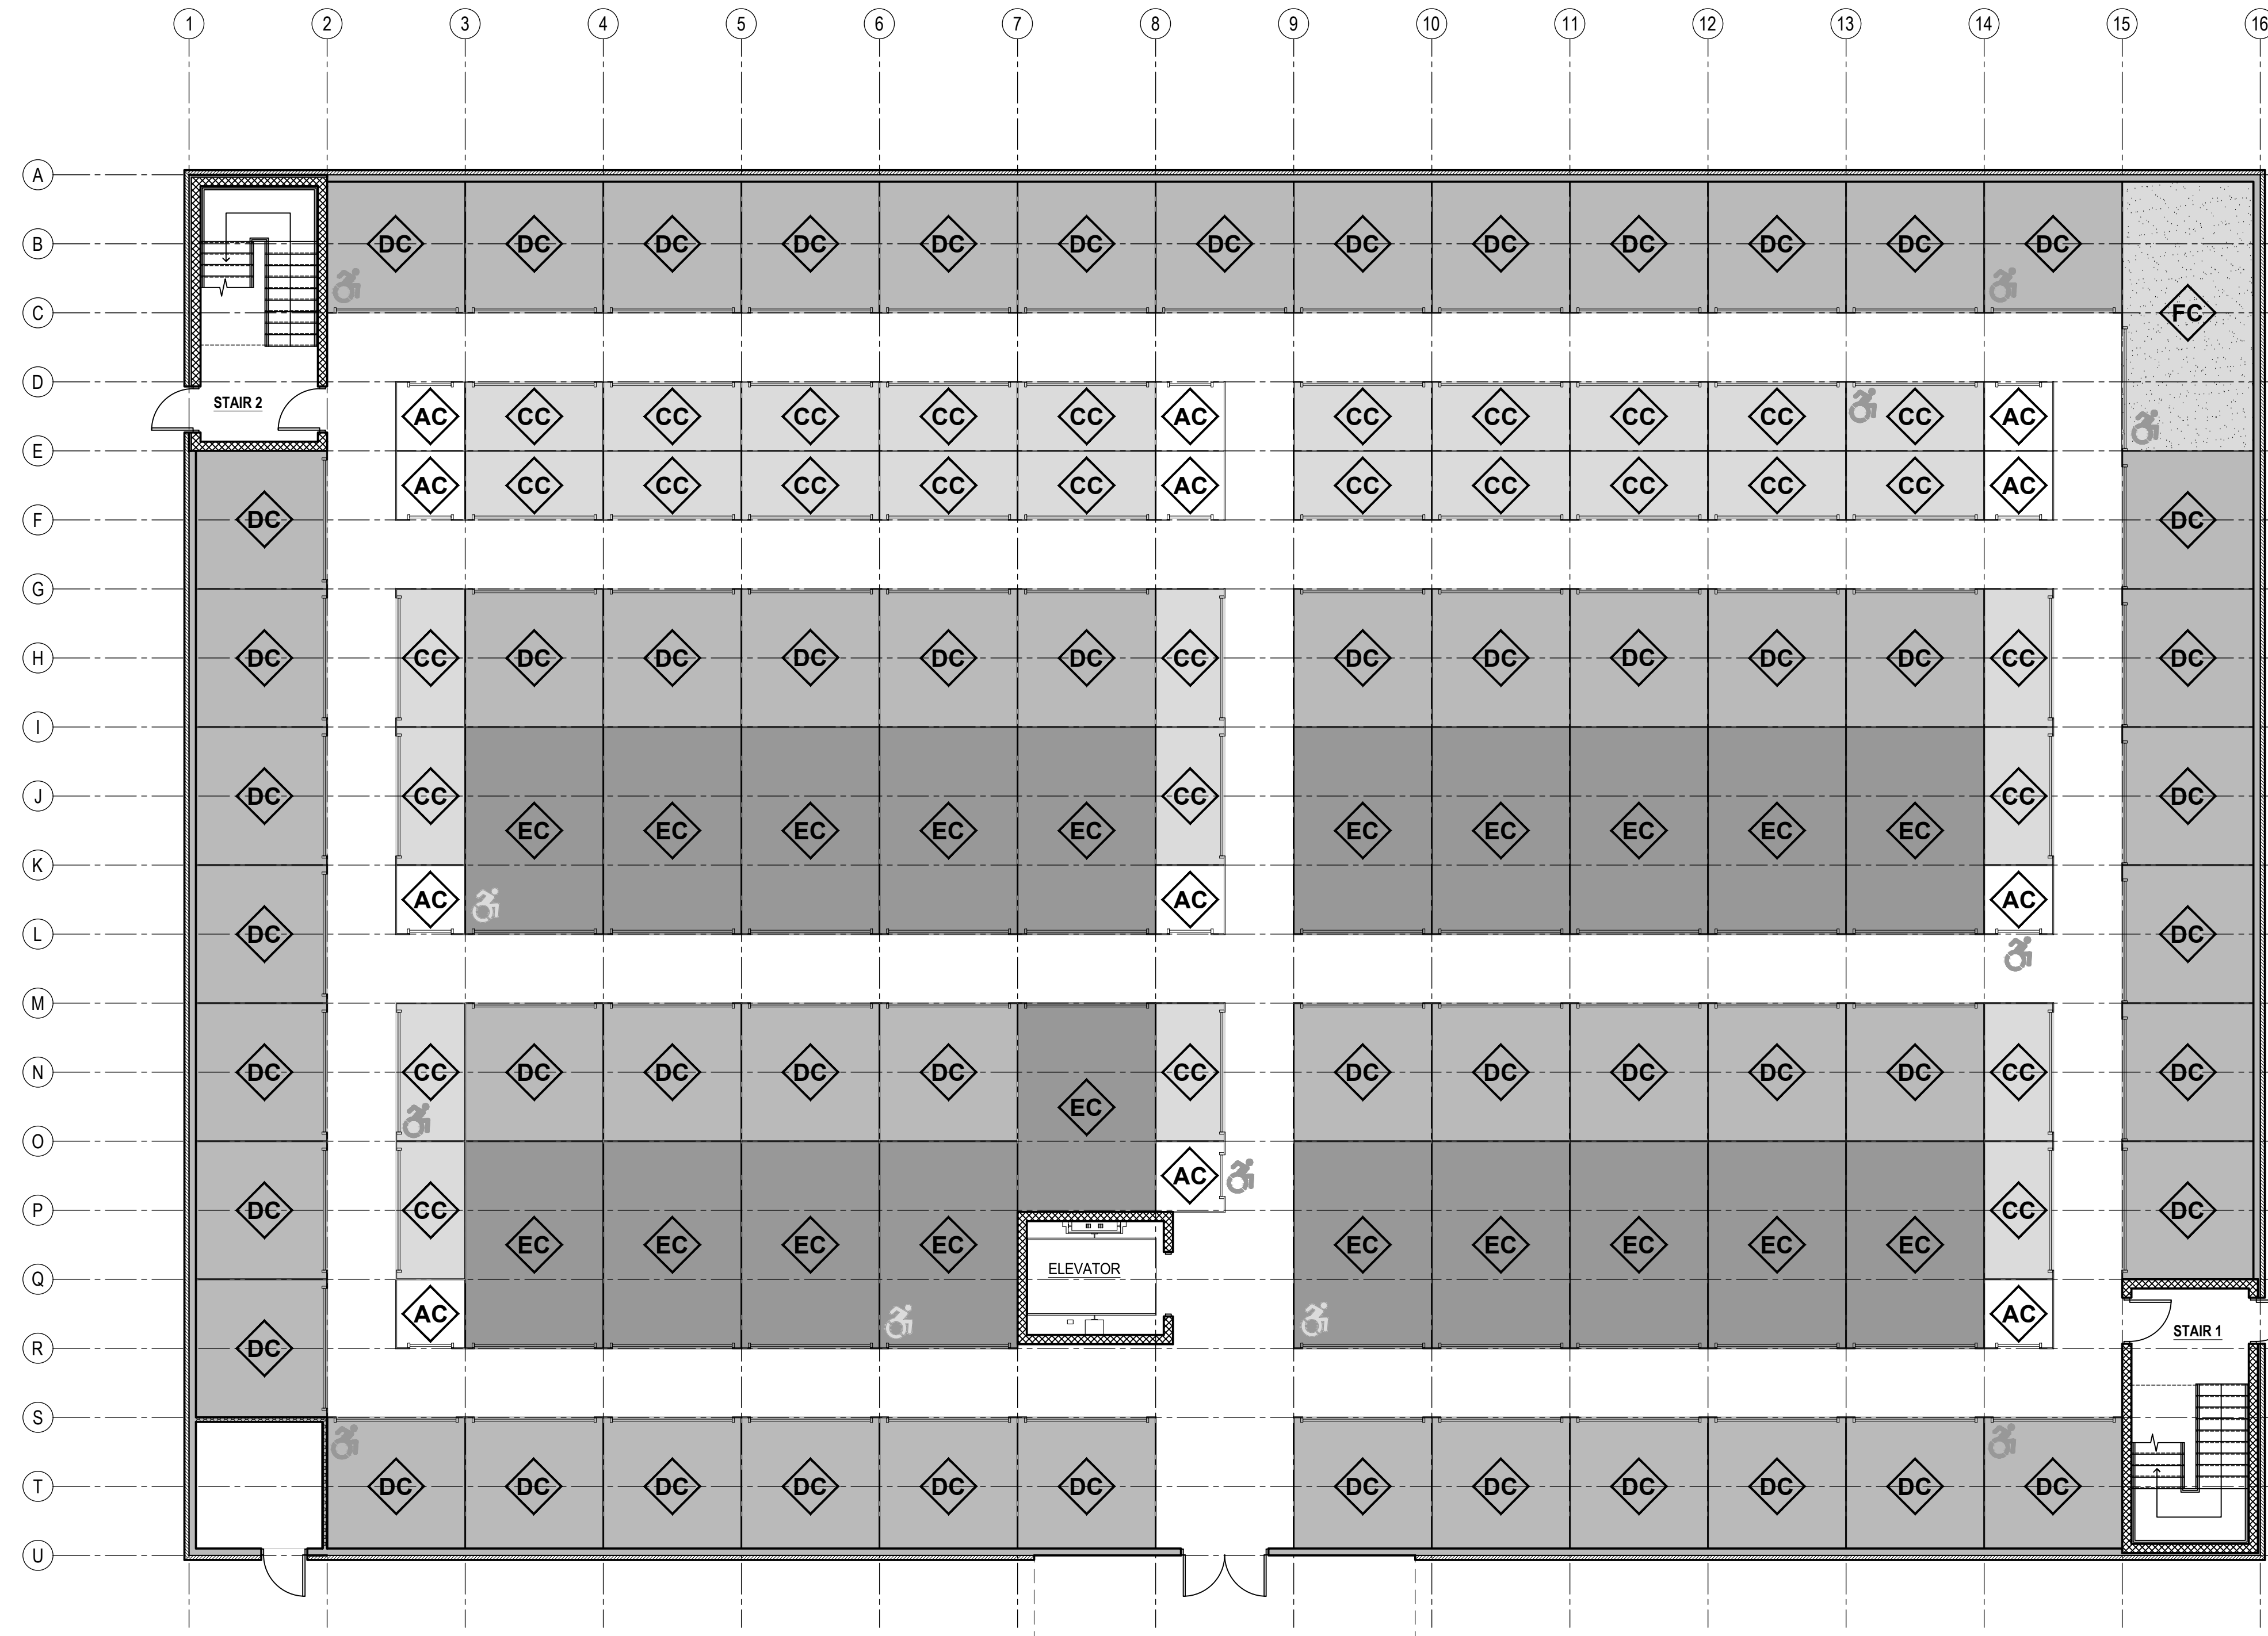 1 2 3 4 5 6 7 8 9 10 11 12 13 14 15 16
A
B DC DC DC DC DC DC DC DC DC DC DC DC DC
C FC
D
STAIR 2
AC CC CC CC CC CC AC CC CC CC CC CC AC
E
AC CC CC CC CC CC AC CC CC CC CC CC AC
F DC DC
G
H DC CC DC DC DC DC DC CC DC DC DC DC DC CC DC
I
J DC CC CC CC DC
EC EC EC EC EC EC EC EC EC EC
K
AC AC AC
L DC DC
M
N DC CC DC DC DC DC CC DC DC DC DC DC CC DC
EC
O
AC
P DC CC CC DC
EC EC EC EC EC EC EC EC EC
ELEVATOR
Q
AC AC
STAIR 1
R DC
S
T DC DC DC DC DC DC DC DC DC DC DC DC
U